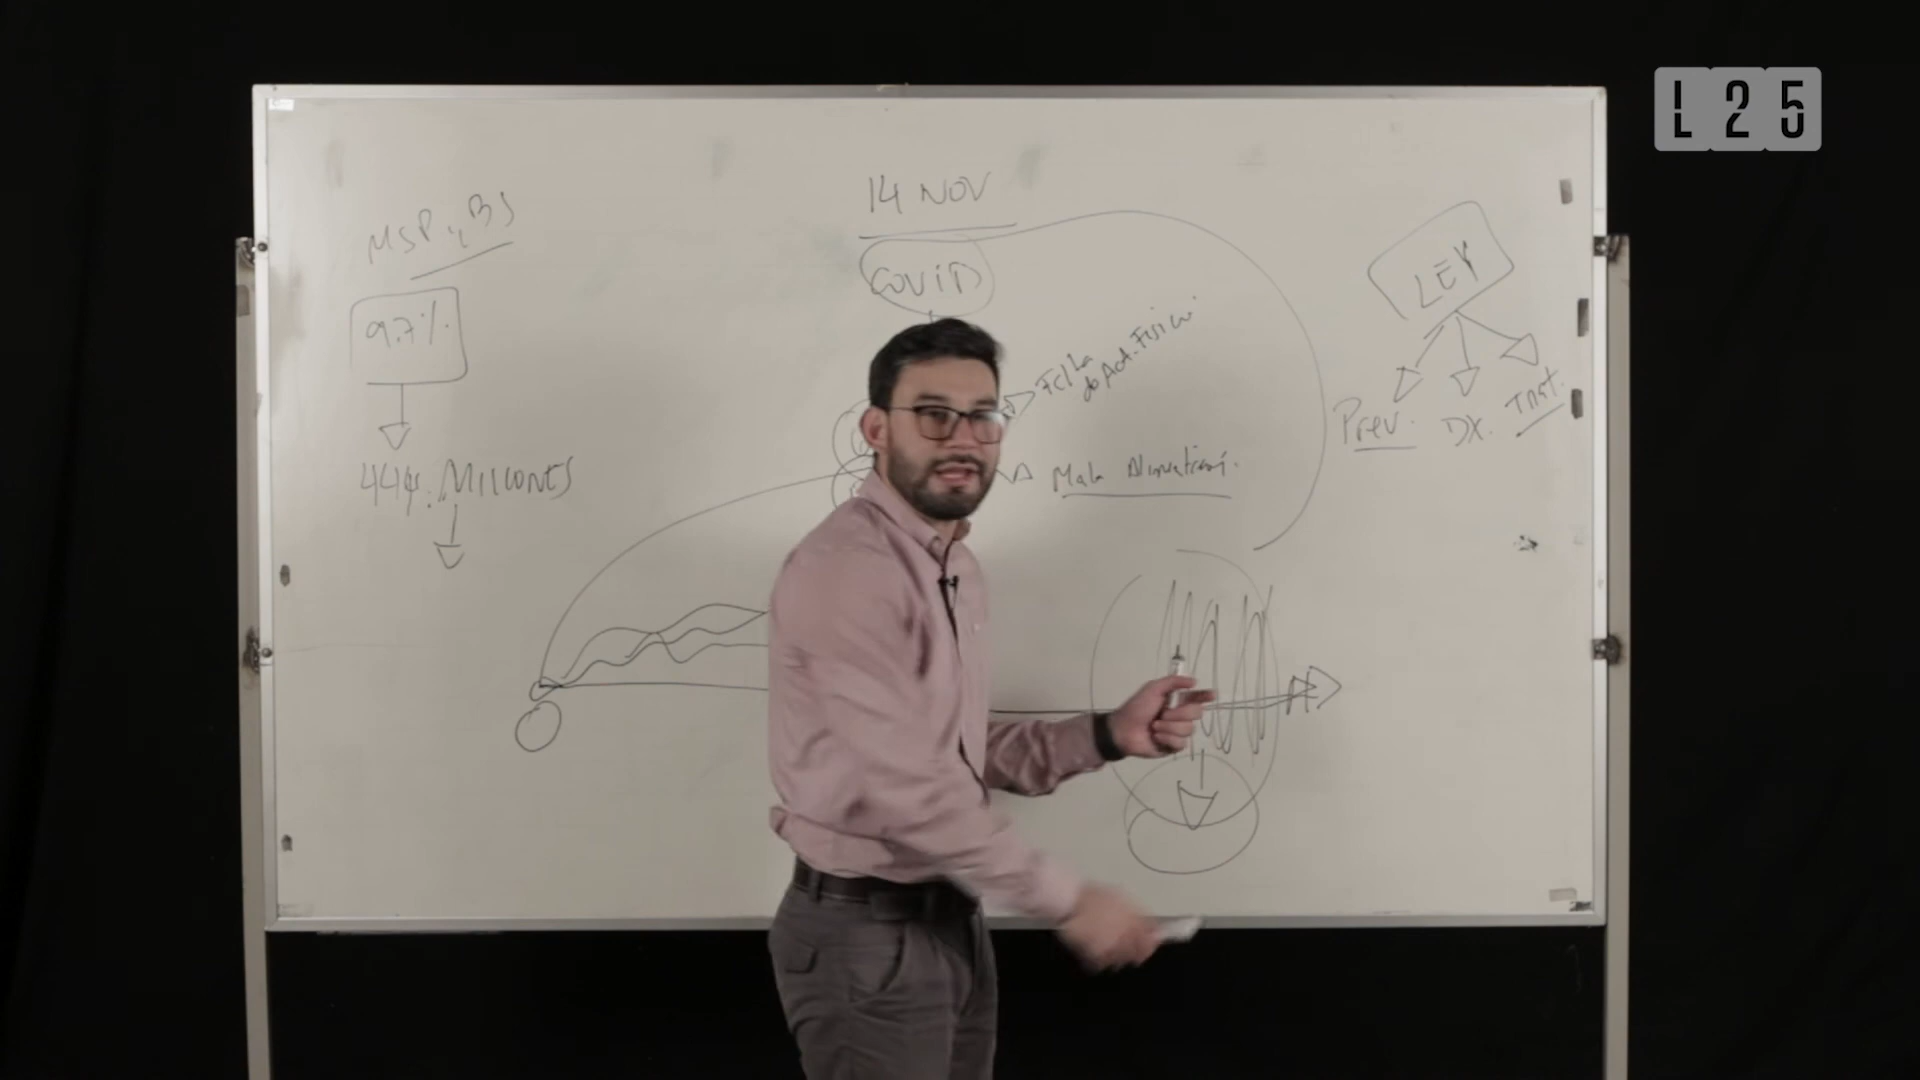 L25
14 NOV
MSP y BS
COVID
LEY
9.7%
Falta
de Act. Fisica
Prev. DX. Trat.
444. MILLONES
Mala Alimentación.